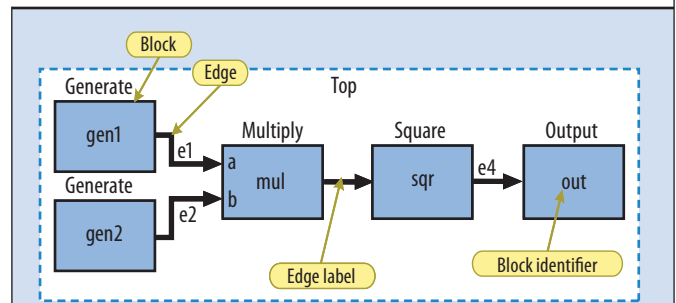 Block
Generate
Edge
Top
gen1
Multiply
Square
Output
e1
a
mul
sqr
e4
out
Generate
b
gen2
e2
Edge label
Block identifier